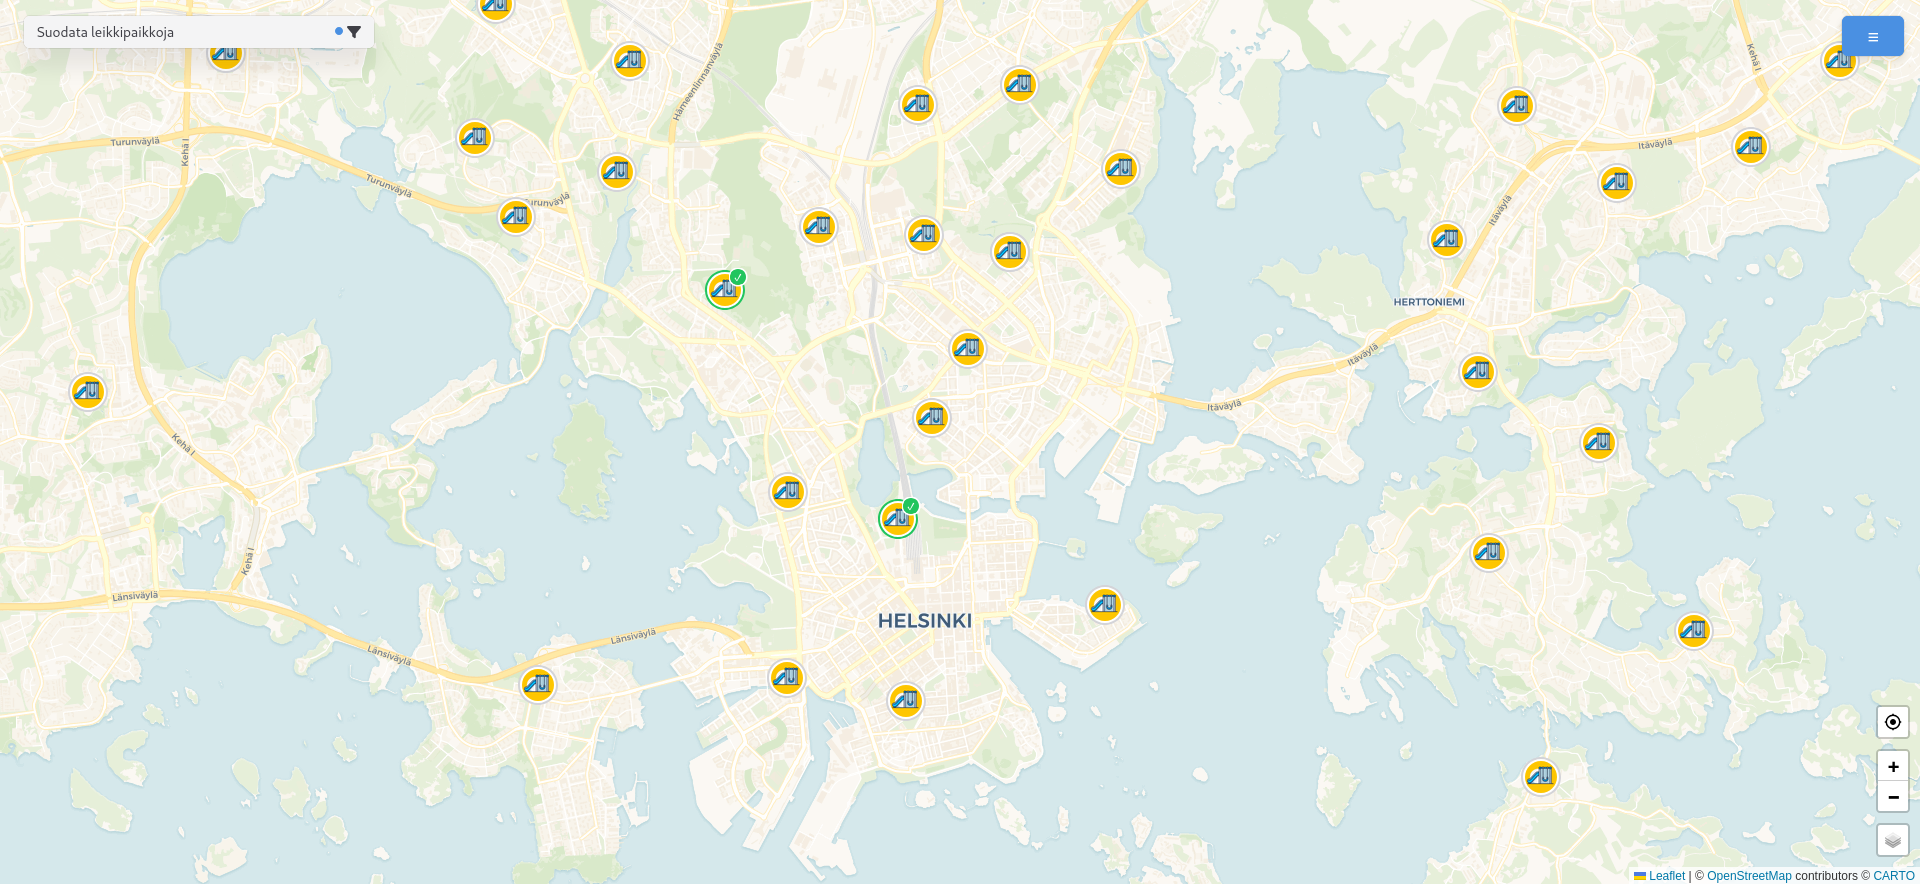 Suodata leikkipaikkoja
Kehä I
Hämeenlinnanväylä
Turunväylä
Kehä I
Itäväylä
Turunväylä
Turunväylä
Itäväylä
HERTTONIEMI
Itäväylä
Itäväylä
Kehä I
Kehä I
Länsiväylä
HELSINKI
Länsiväylä
Länsiväylä
+
−
Leaflet | © OpenStreetMap contributors © CARTO